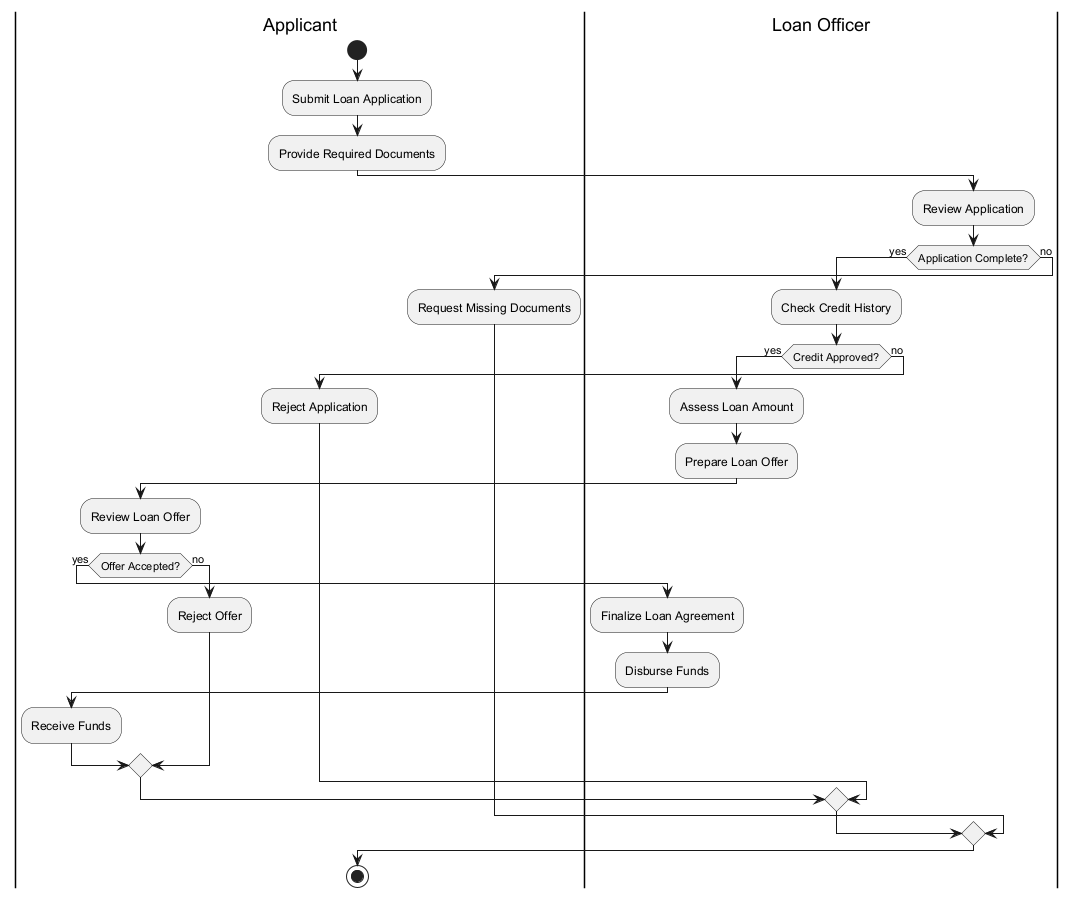 Applicant
Loan Officer
Submit Loan Application
Provide Required Documents
Review Application
yes
Application Complete?
no
Request Missing Documents
Check Credit History
yes
Credit Approved?
no
Reject Application
Assess Loan Amount
Prepare Loan Offer
Review Loan Offer
yes
Offer Accepted?
no
Reject Offer
Finalize Loan Agreement
Disburse Funds
Receive Funds